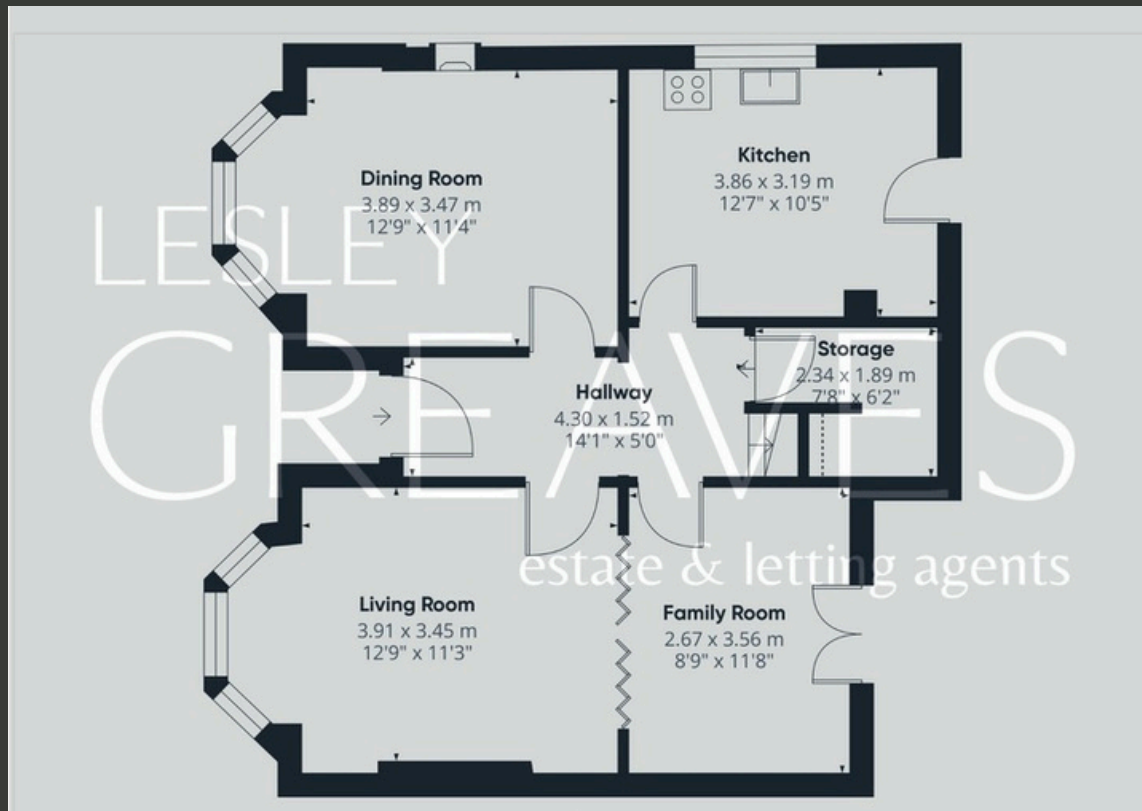 Dining Room
3.89 x 3.47 m
12'9" x 11'4"
Kitchen
3.86 x 3.19 m
12'7" x 10'5"
LESLEY
GREAVES
estate & letting agents
Hallway
4.30 x 1.52 m
14'1" x 5'0"
Storage
2.34 x 1.89 m
7'8" x 6'2"
Living Room
3.91 x 3.45 m
12'9" x 11'3"
Family Room
2.67 x 3.56 m
8'9" x 11'8"